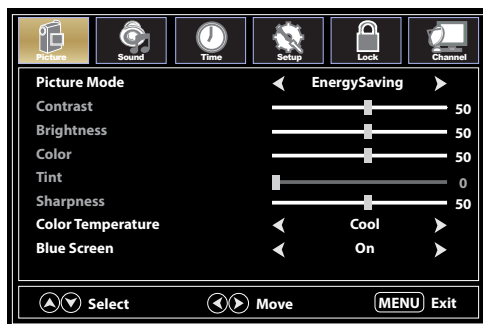 Picture Sound Time Setup Lock Channel
Picture Mode EnergySaving
Contrast 50
Brightness 50
Color 50
Tint 0
Sharpness 50
Color Temperature Cool
Blue Screen On
Select Move MENU Exit